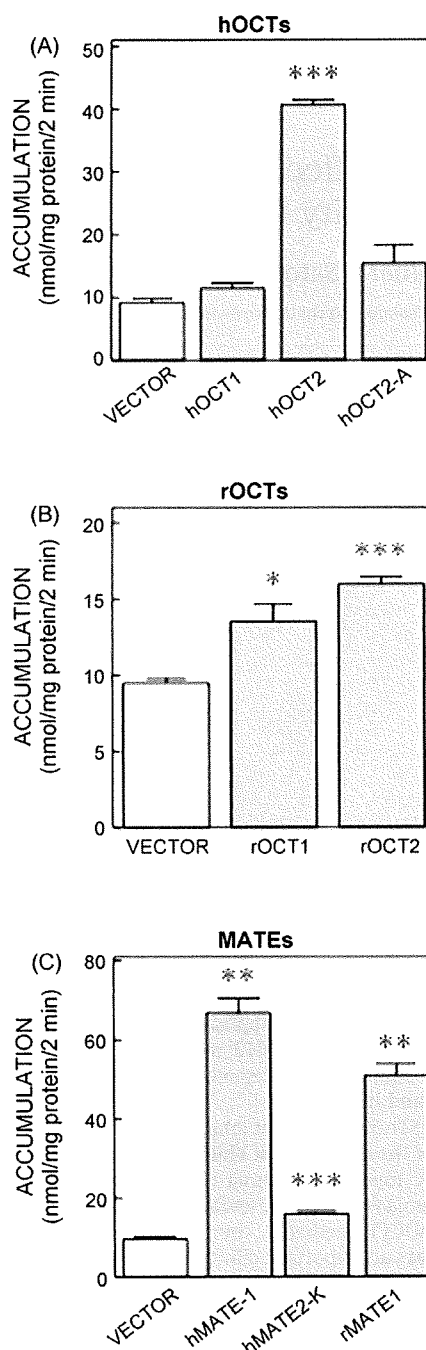 hOCTs
(A)
ACCUMULATION
(nmol/mg protein/2 min)
50
40
30
20
10
0
***
VECTOR
hOCT1
hOCT2
hOCT2-A
rOCTs
(B)
ACCUMULATION
(nmol/mg protein/2 min)
20
15
10
5
0
*
***
VECTOR
rOCT1
rOCT2
MATEs
(C)
ACCUMULATION
(nmol/mg protein/2 min)
80
60
40
20
0
**
***
**
VECTOR
hMATE-1
hMATE2-K
rMATE1